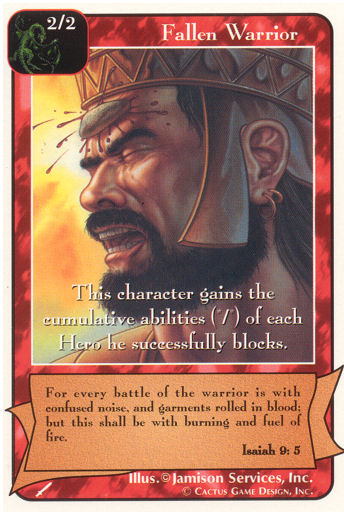 2/2 Fallen Warrior
This character gains the
cumulative abilities (*/*) of each
Hero he successfully blocks.
For every battle of the warrior is with
confused noise, and garments rolled in blood;
but this shall be with burning and fuel of
fire.
Isaiah 9: 5
Illus.©Jamison Services, Inc.
© Cactus Game Design, Inc.